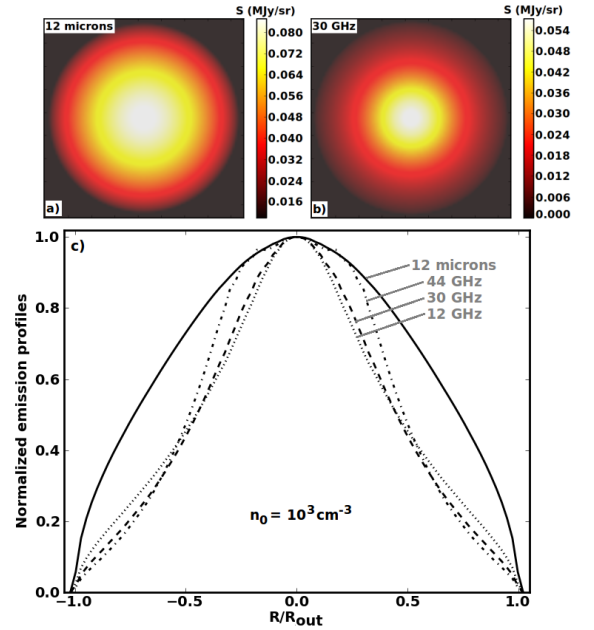 S (MJy/sr)
12 microns
0.080
0.072
0.064
0.056
0.048
0.040
0.032
0.024
0.016
a)
S (MJy/sr)
30 GHz
0.054
0.048
0.042
0.036
0.030
0.024
0.018
0.012
0.006
0.000
b)
c)
12 microns
44 GHz
30 GHz
12 GHz
n₀ = 10³cm⁻³
Normalized emission profiles
1.0
0.8
0.6
0.4
0.2
0.0
−1.0
−0.5
0.0
0.5
1.0
R/Rout